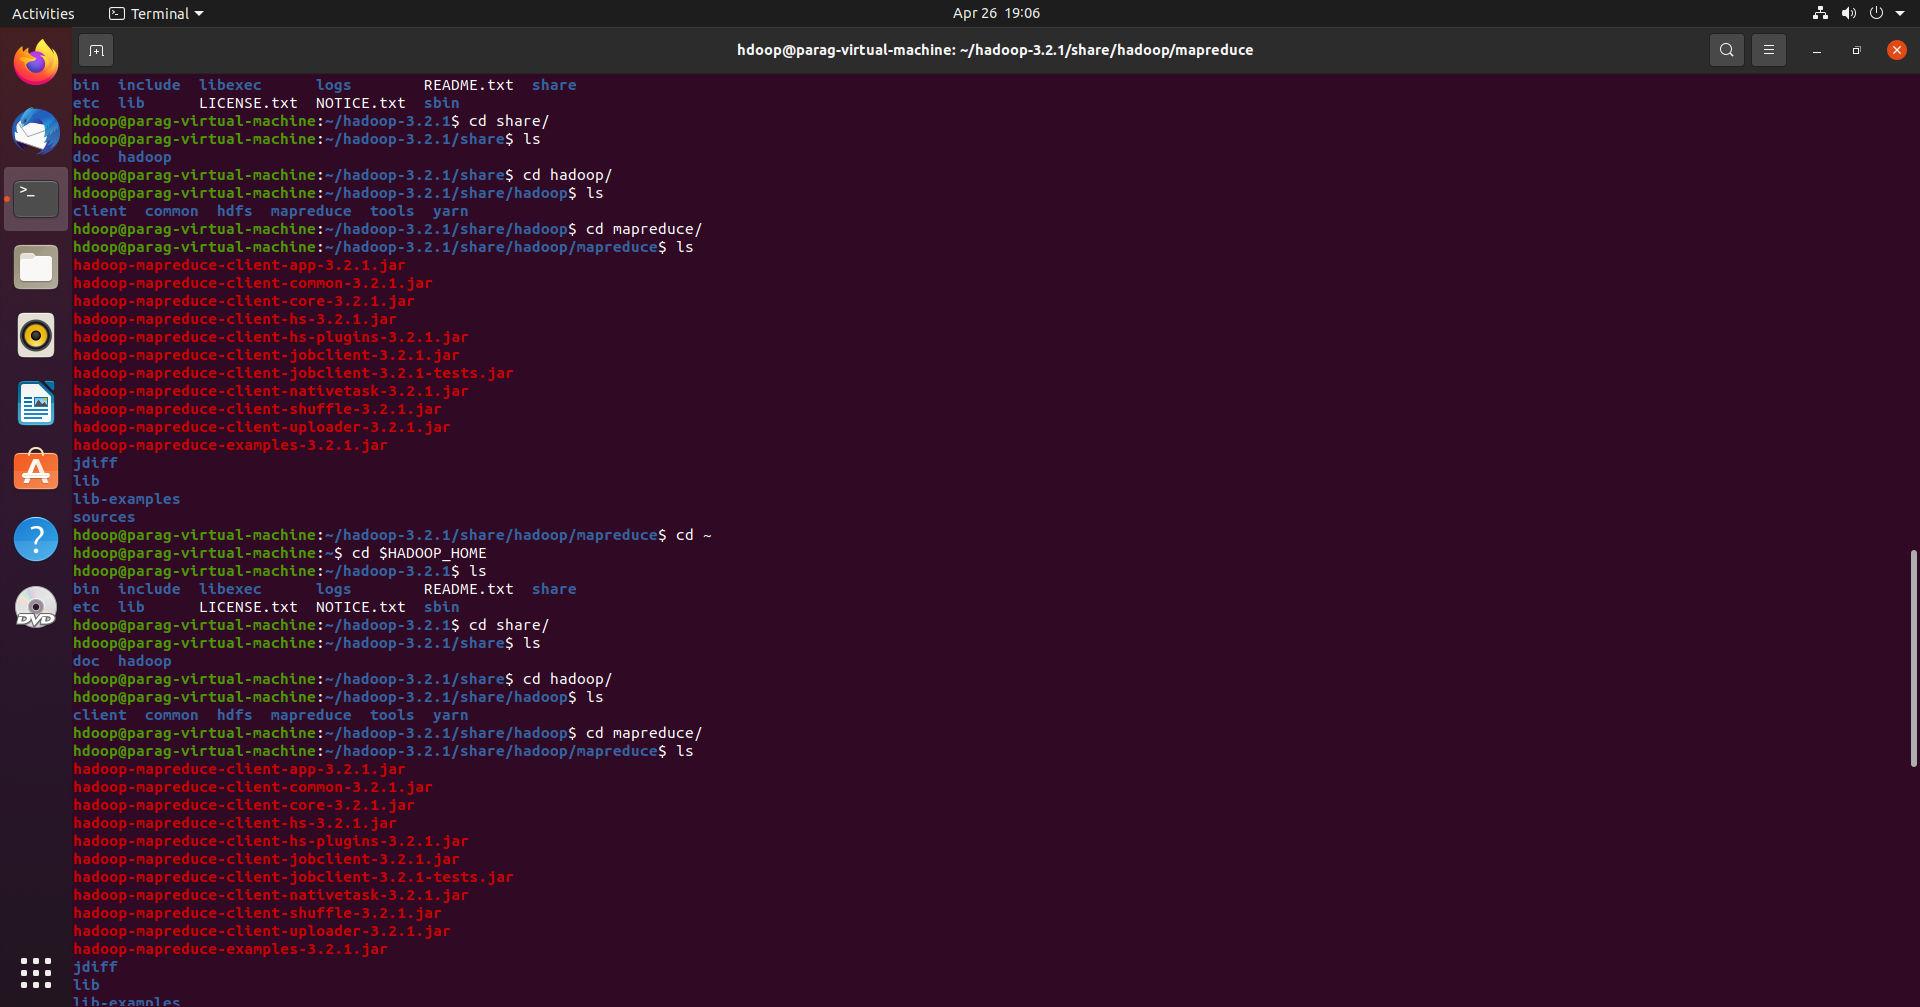 Activities
Terminal
Apr 26 19:06
hdoop@parag-virtual-machine: ~/hadoop-3.2.1/share/hadoop/mapreduce
bin include libexec logs README.txt share
etc lib LICENSE.txt NOTICE.txt sbin
hdoop@parag-virtual-machine:~/hadoop-3.2.1$ cd share/
hdoop@parag-virtual-machine:~/hadoop-3.2.1/share$ ls
doc hadoop
hdoop@parag-virtual-machine:~/hadoop-3.2.1/share$ cd hadoop/
hdoop@parag-virtual-machine:~/hadoop-3.2.1/share/hadoop$ ls
client common hdfs mapreduce tools yarn
hdoop@parag-virtual-machine:~/hadoop-3.2.1/share/hadoop$ cd mapreduce/
hdoop@parag-virtual-machine:~/hadoop-3.2.1/share/hadoop/mapreduce$ ls
hadoop-mapreduce-client-app-3.2.1.jar
hadoop-mapreduce-client-common-3.2.1.jar
hadoop-mapreduce-client-core-3.2.1.jar
hadoop-mapreduce-client-hs-3.2.1.jar
hadoop-mapreduce-client-hs-plugins-3.2.1.jar
hadoop-mapreduce-client-jobclient-3.2.1.jar
hadoop-mapreduce-client-jobclient-3.2.1-tests.jar
hadoop-mapreduce-client-nativetask-3.2.1.jar
hadoop-mapreduce-client-shuffle-3.2.1.jar
hadoop-mapreduce-client-uploader-3.2.1.jar
hadoop-mapreduce-examples-3.2.1.jar
jdiff
lib
lib-examples
sources
hdoop@parag-virtual-machine:~/hadoop-3.2.1/share/hadoop/mapreduce$ cd ~
hdoop@parag-virtual-machine:~$ cd $HADOOP_HOME
hdoop@parag-virtual-machine:~/hadoop-3.2.1$ ls
bin include libexec logs README.txt share
etc lib LICENSE.txt NOTICE.txt sbin
hdoop@parag-virtual-machine:~/hadoop-3.2.1$ cd share/
hdoop@parag-virtual-machine:~/hadoop-3.2.1/share$ ls
doc hadoop
hdoop@parag-virtual-machine:~/hadoop-3.2.1/share$ cd hadoop/
hdoop@parag-virtual-machine:~/hadoop-3.2.1/share/hadoop$ ls
client common hdfs mapreduce tools yarn
hdoop@parag-virtual-machine:~/hadoop-3.2.1/share/hadoop$ cd mapreduce/
hdoop@parag-virtual-machine:~/hadoop-3.2.1/share/hadoop/mapreduce$ ls
hadoop-mapreduce-client-app-3.2.1.jar
hadoop-mapreduce-client-common-3.2.1.jar
hadoop-mapreduce-client-core-3.2.1.jar
hadoop-mapreduce-client-hs-3.2.1.jar
hadoop-mapreduce-client-hs-plugins-3.2.1.jar
hadoop-mapreduce-client-jobclient-3.2.1.jar
hadoop-mapreduce-client-jobclient-3.2.1-tests.jar
hadoop-mapreduce-client-nativetask-3.2.1.jar
hadoop-mapreduce-client-shuffle-3.2.1.jar
hadoop-mapreduce-client-uploader-3.2.1.jar
hadoop-mapreduce-examples-3.2.1.jar
jdiff
lib
lib-examples
DVD